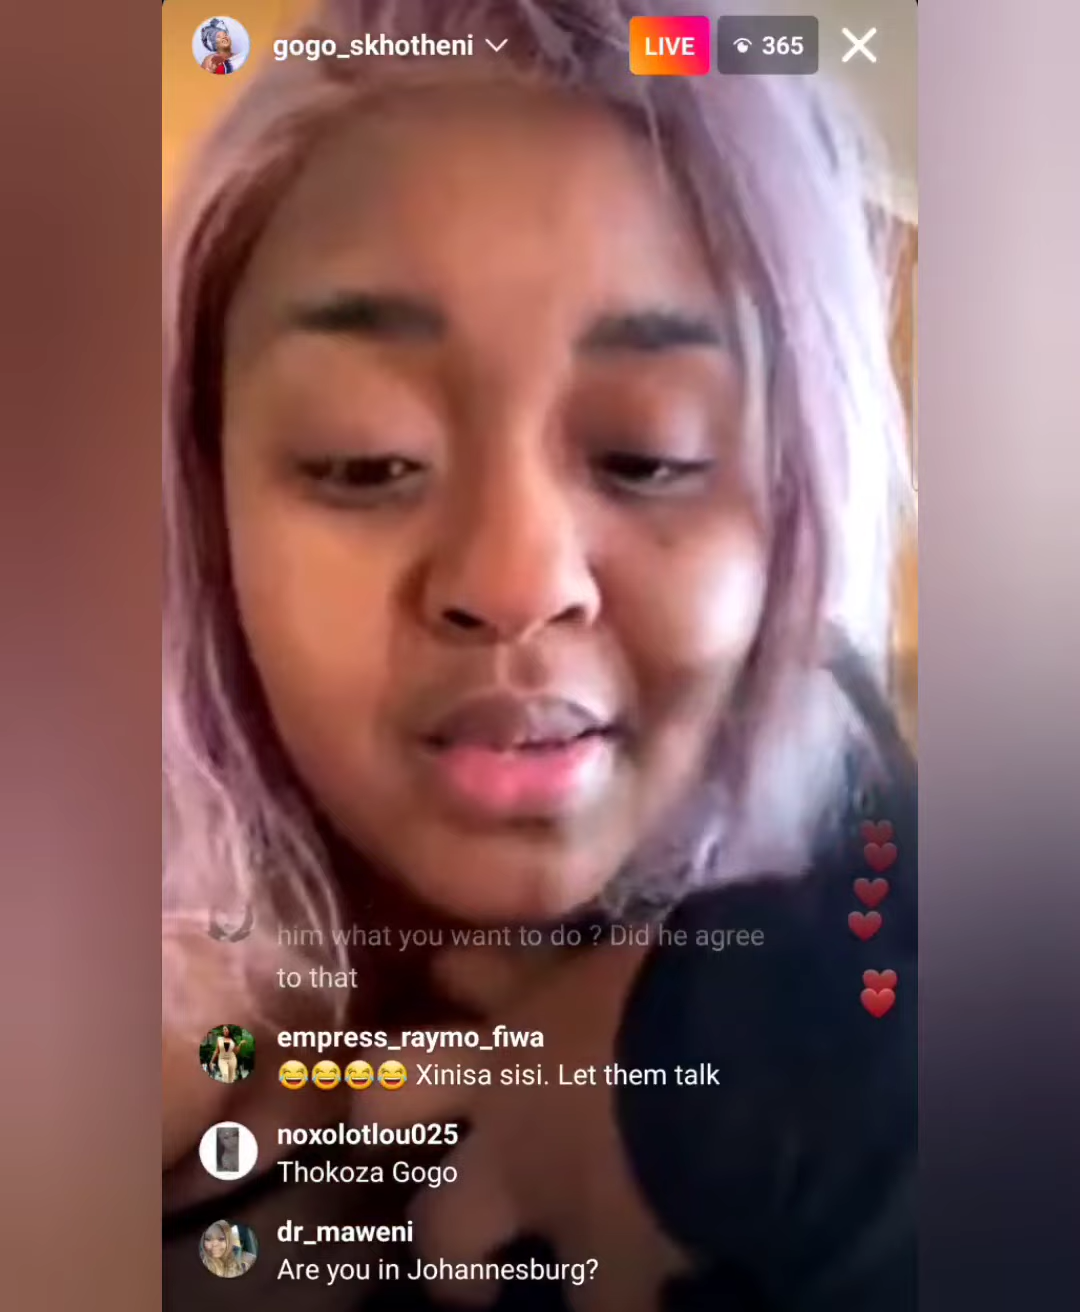 gogo_skhotheni
LIVE
365
him what you want to do ? Did he agree
to that
empress_raymo_fiwa
😂😂😂😂 Xinisa sisi. Let them talk
noxolotlou025
Thokoza Gogo
dr_maweni
Are you in Johannesburg?